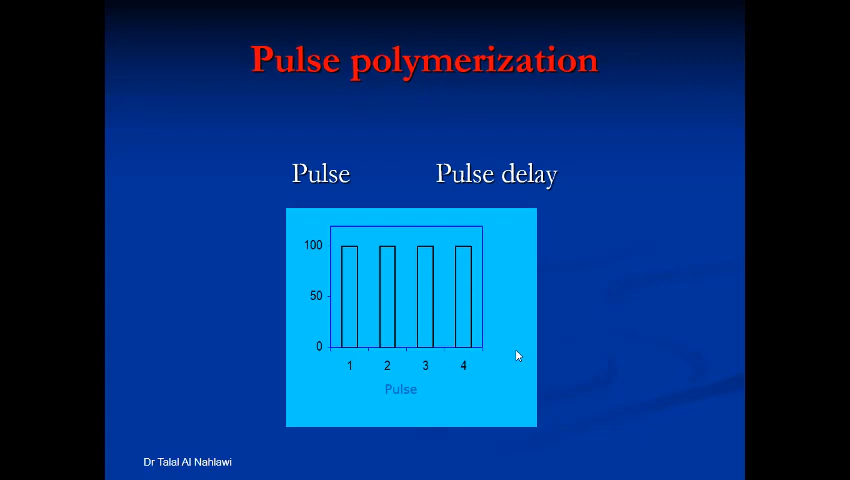 Pulse polymerization
Pulse Pulse delay
100
50
0
1 2 3 4
Pulse
Dr Talal Al Nahlawi